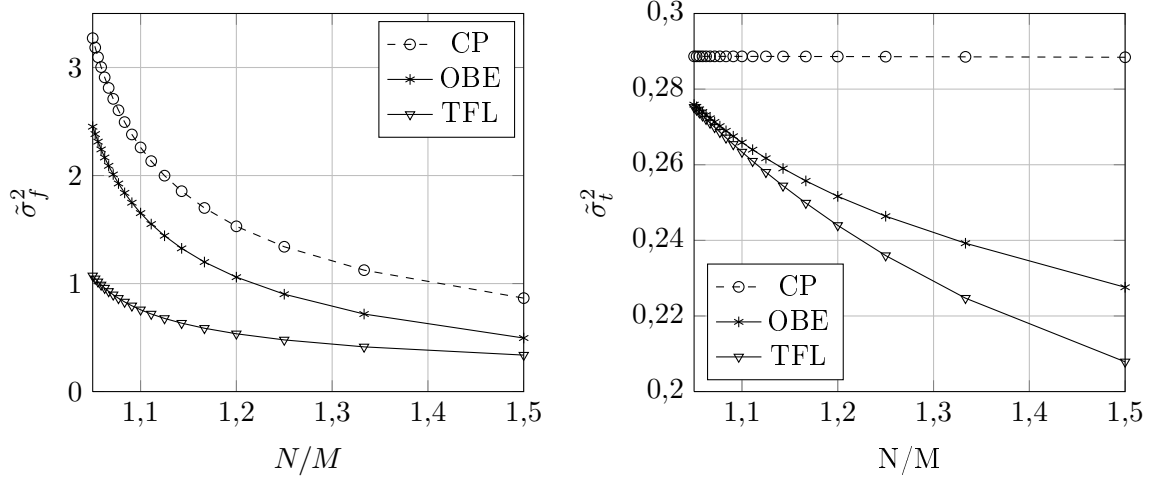 3
2
1
0
1,1
1,2
1,3
1,4
1,5
N/M
σ̃²_f
CP
OBE
TFL
0,3
0,28
0,26
0,24
0,22
0,2
1,1
1,2
1,3
1,4
1,5
N/M
σ̃²_t
CP
OBE
TFL